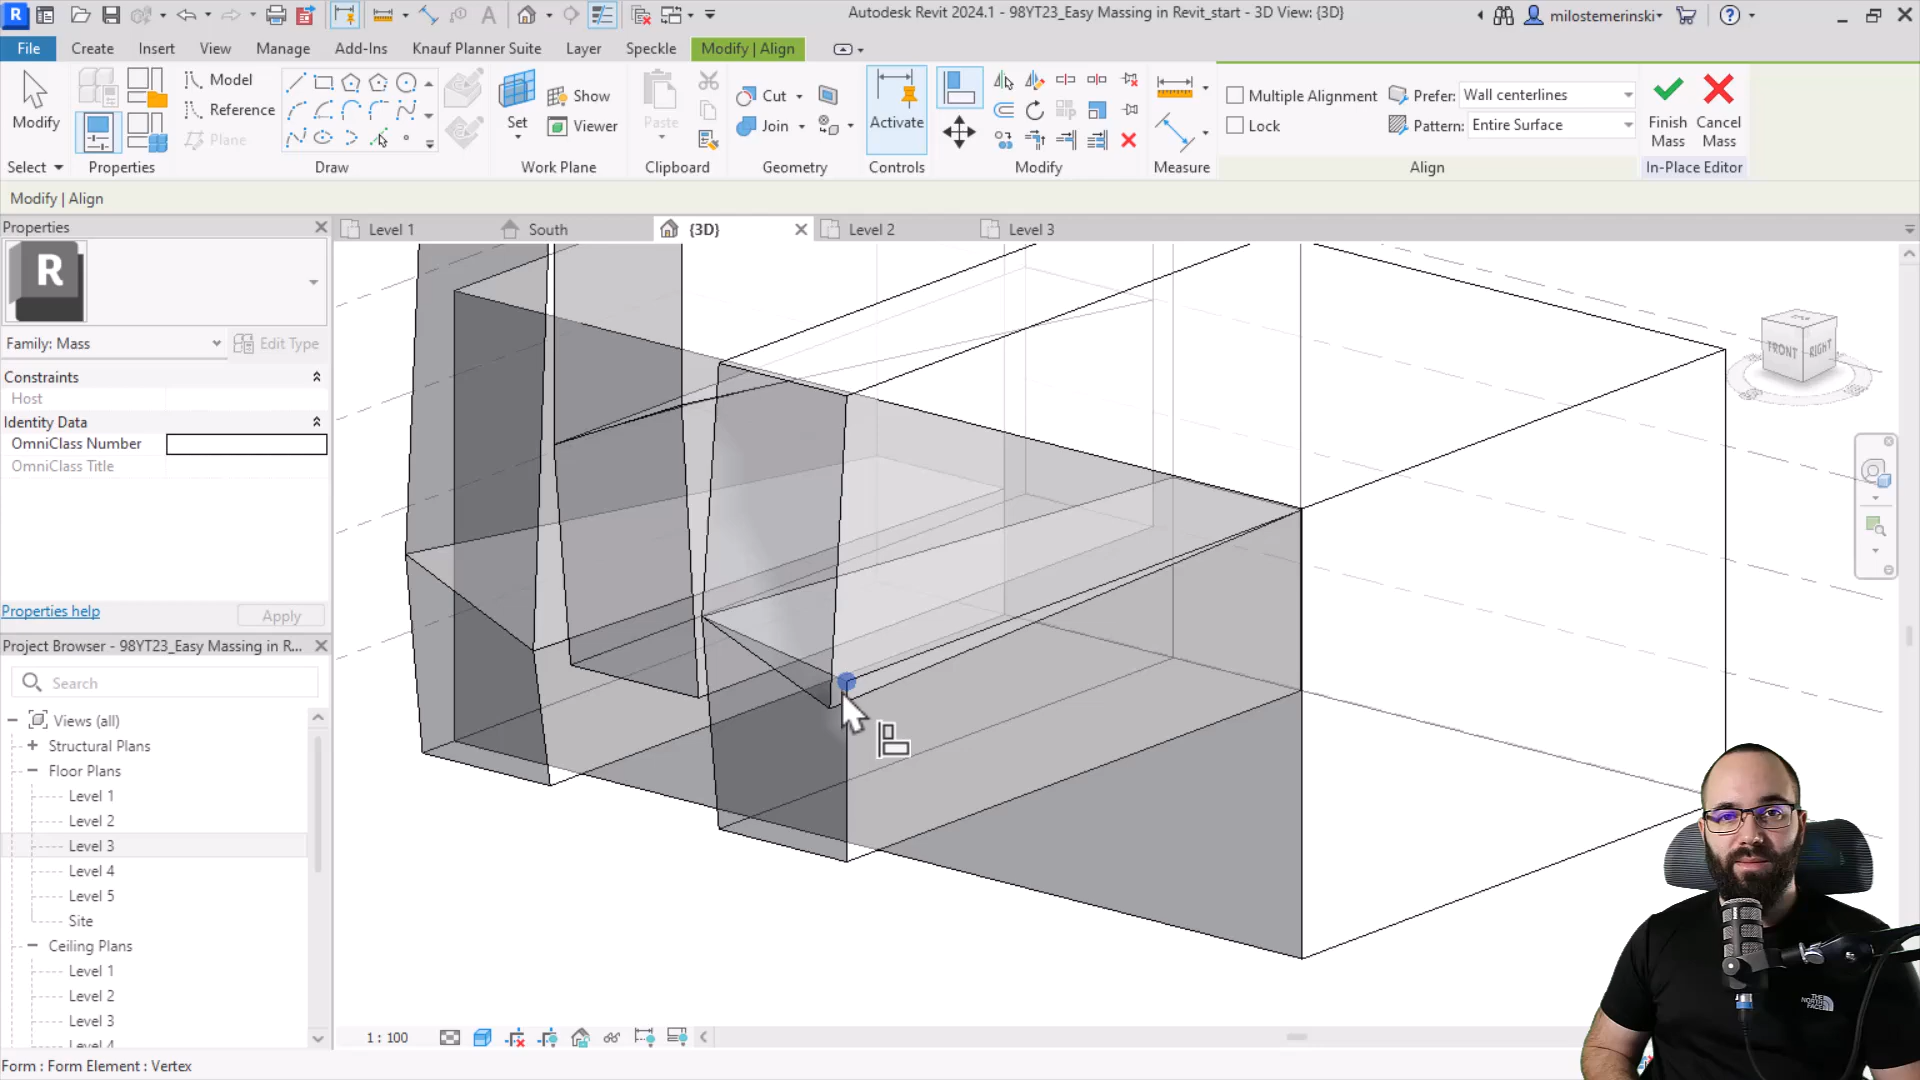 Autodesk Revit 2024.1 - 98YT23_Easy Massing in Revit_start - 3D View: {3D}
milostemerinski
File Create Insert View Manage Add-Ins Knauf Planner Suite Layer Speckle Modify | Align
Modify
Select
Properties
Model
Reference
Plane
Draw
Set
Show
Viewer
Work Plane
Paste
Clipboard
Cut
Join
Geometry
Activate
Controls
Modify
Measure
Multiple Alignment
Lock
Prefer: Wall centerlines
Pattern: Entire Surface
Align
Finish Mass
Cancel Mass
In-Place Editor
Modify | Align
Properties
Level 1
South
{3D}
Level 2
Level 3
R
Family: Mass
Edit Type
Constraints
Host
Identity Data
OmniClass Number
OmniClass Title
Properties help
Apply
Project Browser - 98YT23_Easy Massing in R...
Search
Views (all)
Structural Plans
Floor Plans
Level 1
Level 2
Level 3
Level 4
Level 5
Site
Ceiling Plans
Level 1
Level 2
Level 3
Level 4
FRONT
RIGHT
1 : 100
Form : Form Element : Vertex
THE NORTH FACE